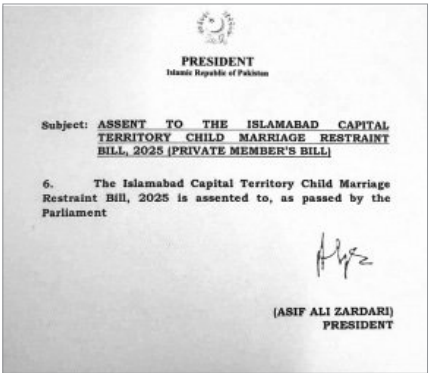 PRESIDENT
Islamic Republic of Pakistan
Subject: ASSENT TO THE ISLAMABAD CAPITAL
TERRITORY CHILD MARRIAGE RESTRAINT
BILL, 2025 (PRIVATE MEMBER'S BILL)
6. The Islamabad Capital Territory Child Marriage
Restraint Bill, 2025 is assented to, as passed by the
Parliament
(ASIF ALI ZARDARI)
PRESIDENT